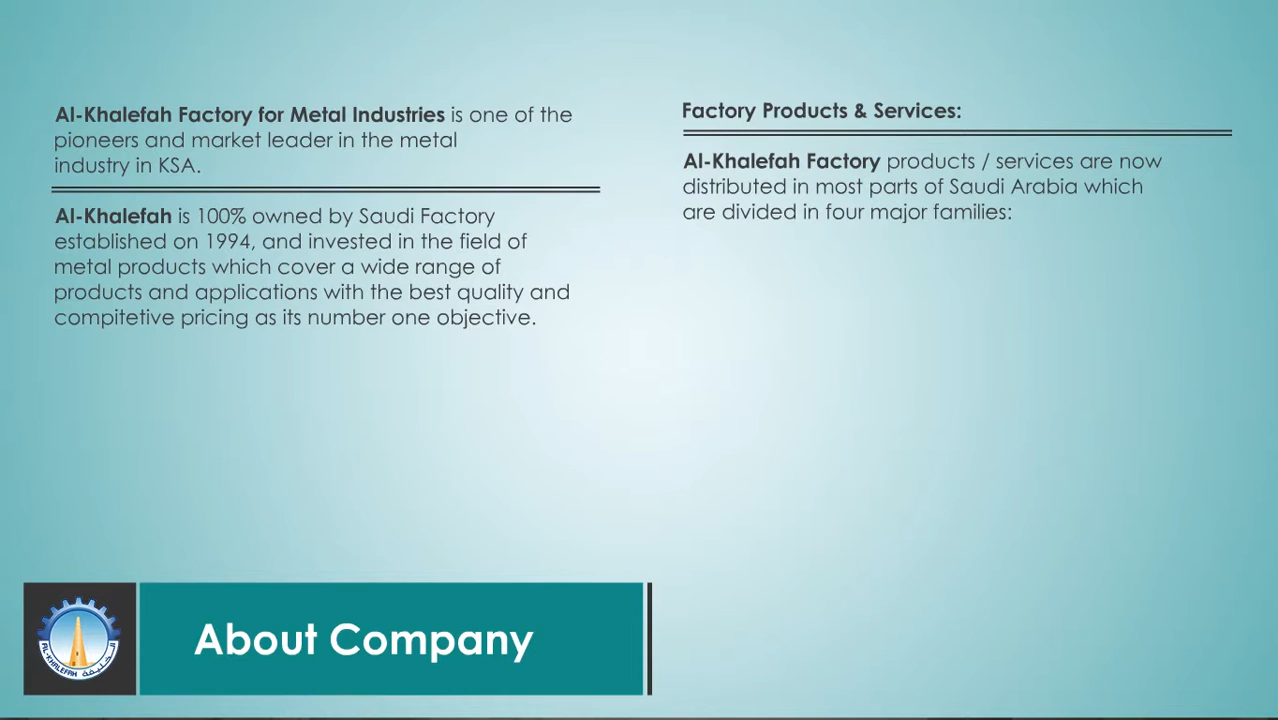 Al-Khalefah Factory for Metal Industries is one of the
pioneers and market leader in the metal
industry in KSA.
Al-Khalefah is 100% owned by Saudi Factory
established on 1994, and invested in the field of
metal products which cover a wide range of
products and applications with the best quality and
compitetive pricing as its number one objective.
Factory Products & Services:
Al-Khalefah Factory products / services are now
distributed in most parts of Saudi Arabia which
are divided in four major families:
AL-KHALEFAH الخليفة
About Company